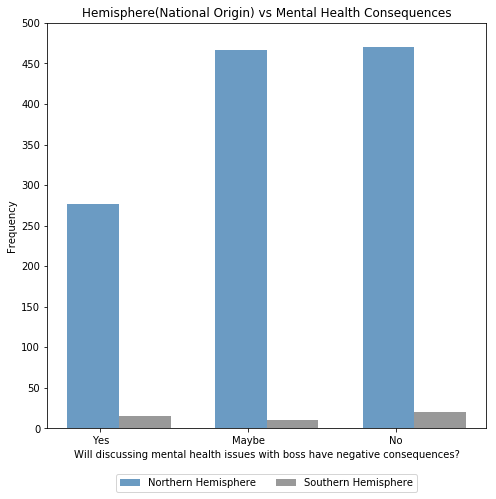 Hemisphere(National Origin) vs Mental Health Consequences
500
450
400
350
300
250
200
150
100
50
0
Frequency
Yes Maybe No
Will discussing mental health issues with boss have negative consequences?
Northern Hemisphere Southern Hemisphere